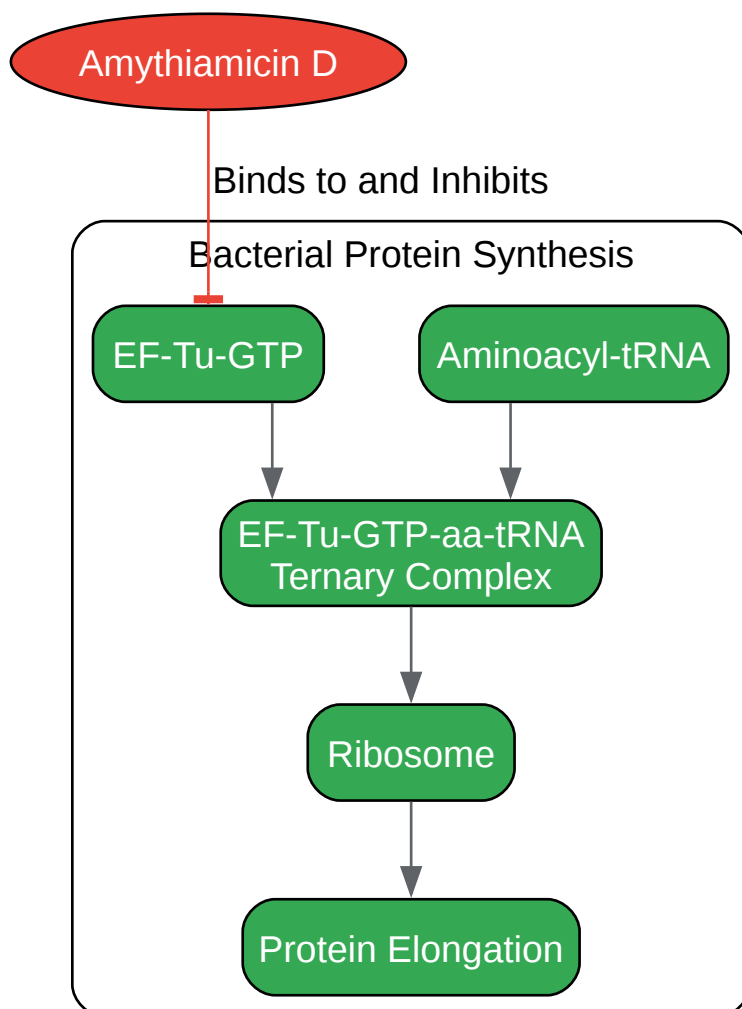 Amythiamicin D
Binds to and Inhibits
Bacterial Protein Synthesis
EF-Tu-GTP
Aminoacyl-tRNA
EF-Tu-GTP-aa-tRNA
Ternary Complex
Ribosome
Protein Elongation